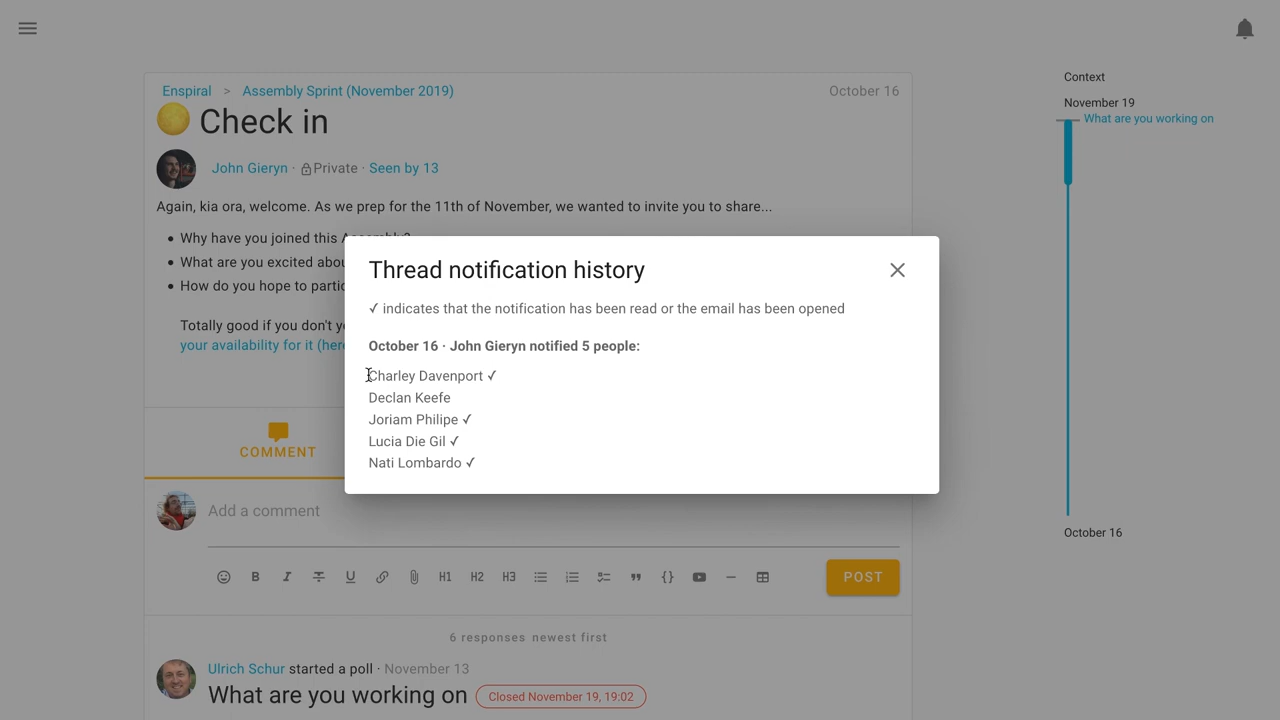 Enspiral > Assembly Sprint (November 2019) October 16
Check in
John Gieryn · Private · Seen by 13
Again, kia ora, welcome. As we prep for the 11th of November, we wanted to invite you to share...
• Why have you joined this Assembly?
• What are you excited abou
• How do you hope to partic
Totally good if you don't y
your availability for it (here
COMMENT
Add a comment
B I S U H1 H2 H3 {}
POST
6 responses newest first
Ulrich Schur started a poll · November 13
What are you working on Closed November 19, 19:02
Thread notification history
✓ indicates that the notification has been read or the email has been opened
October 16 · John Gieryn notified 5 people:
Charley Davenport ✓
Declan Keefe
Joriam Philipe ✓
Lucia Die Gil ✓
Nati Lombardo ✓
Context
November 19
What are you working on
October 16